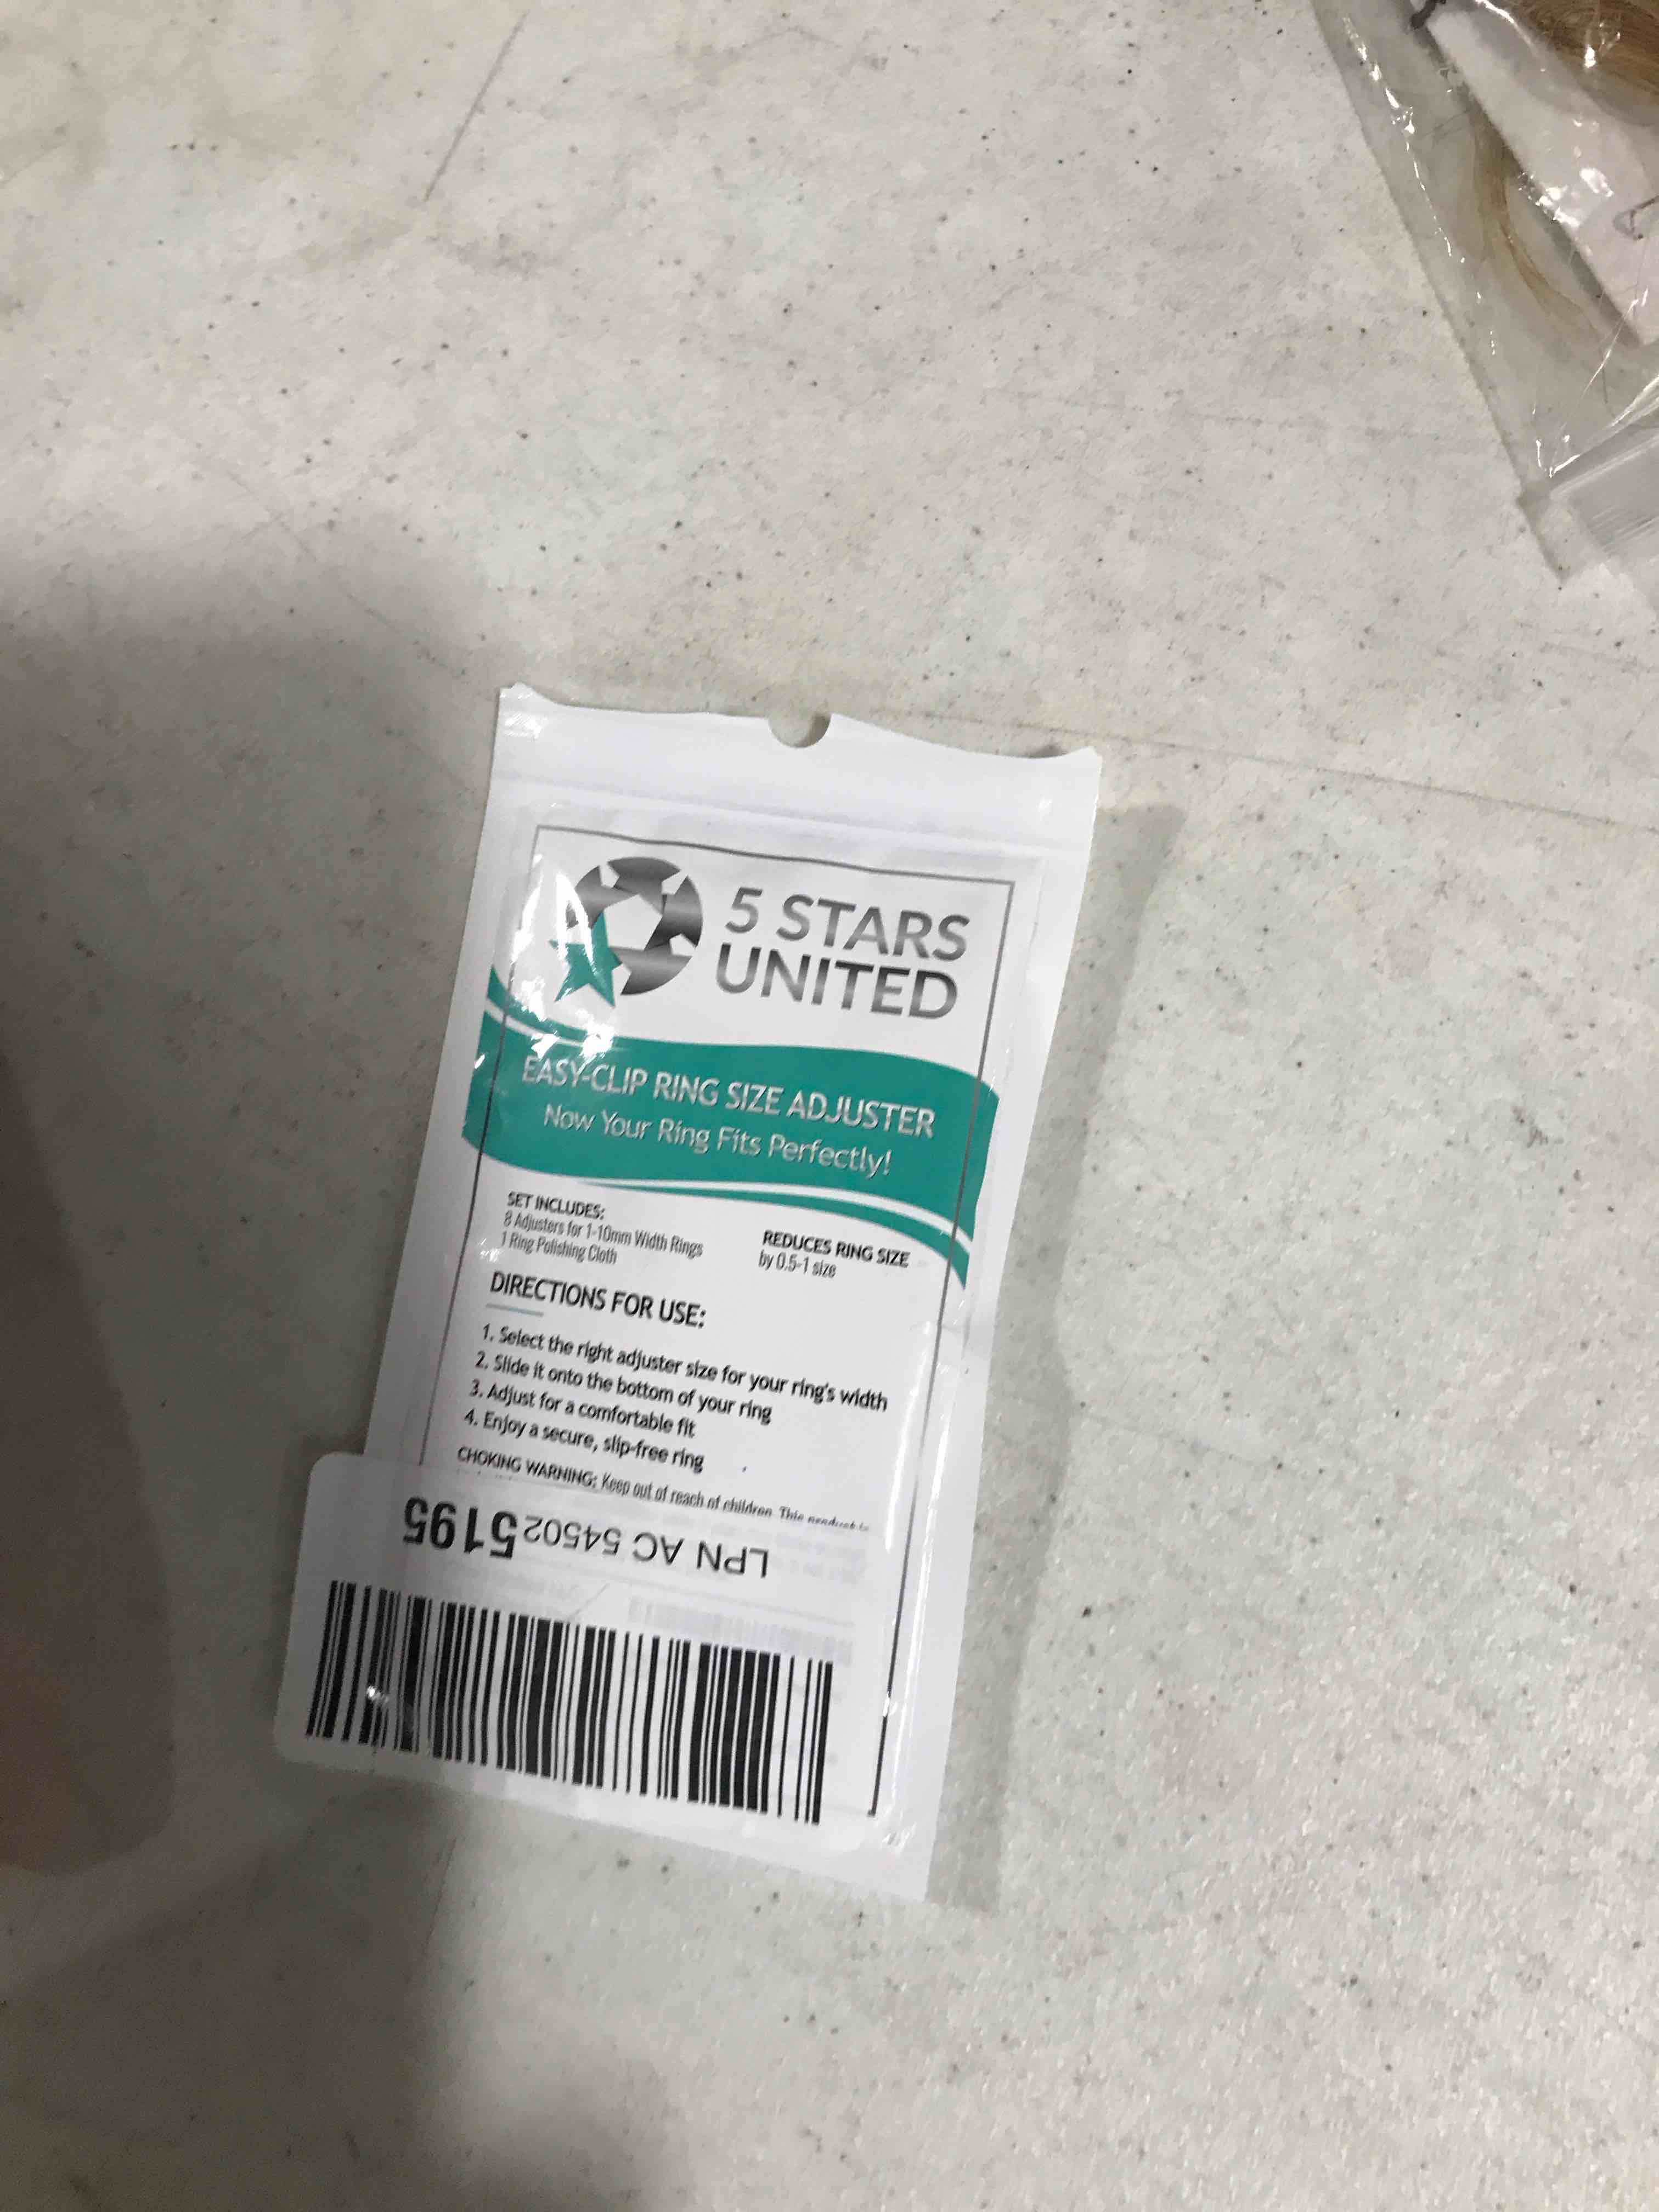 5 STARS
UNITED
EASY-CLIP RING SIZE ADJUSTER
Now Your Ring Fits Perfectly!
SET INCLUDES:
8 Adjusters for 1-10mm Width Rings
1 Ring Polishing Cloth
REDUCES RING SIZE
by 0.5-1 size
DIRECTIONS FOR USE:
1. Select the right adjuster size for your ring's width
2. Slide it onto the bottom of your ring
3. Adjust for a comfortable fit
4. Enjoy a secure, slip-free ring
CHOKING WARNING: Keep out of reach of children. This product is
LPN AC 545025195